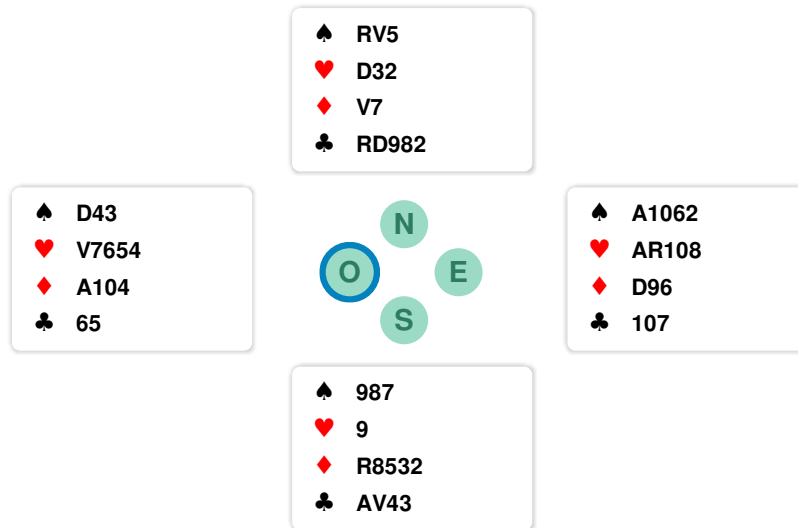 ♠ RV5
♥ D32
♦ V7
♣ RD982
♠ D43
♥ V7654
♦ A104
♣ 65
N
O E
S
♠ A1062
♥ AR108
♦ D96
♣ 107
♠ 987
♥ 9
♦ R8532
♣ AV43